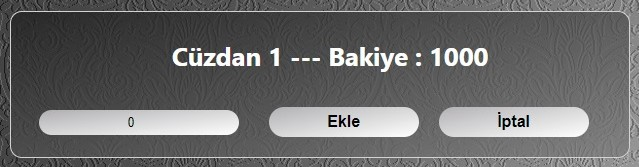 Cüzdan 1 --- Bakiye : 1000
0 Ekle İptal